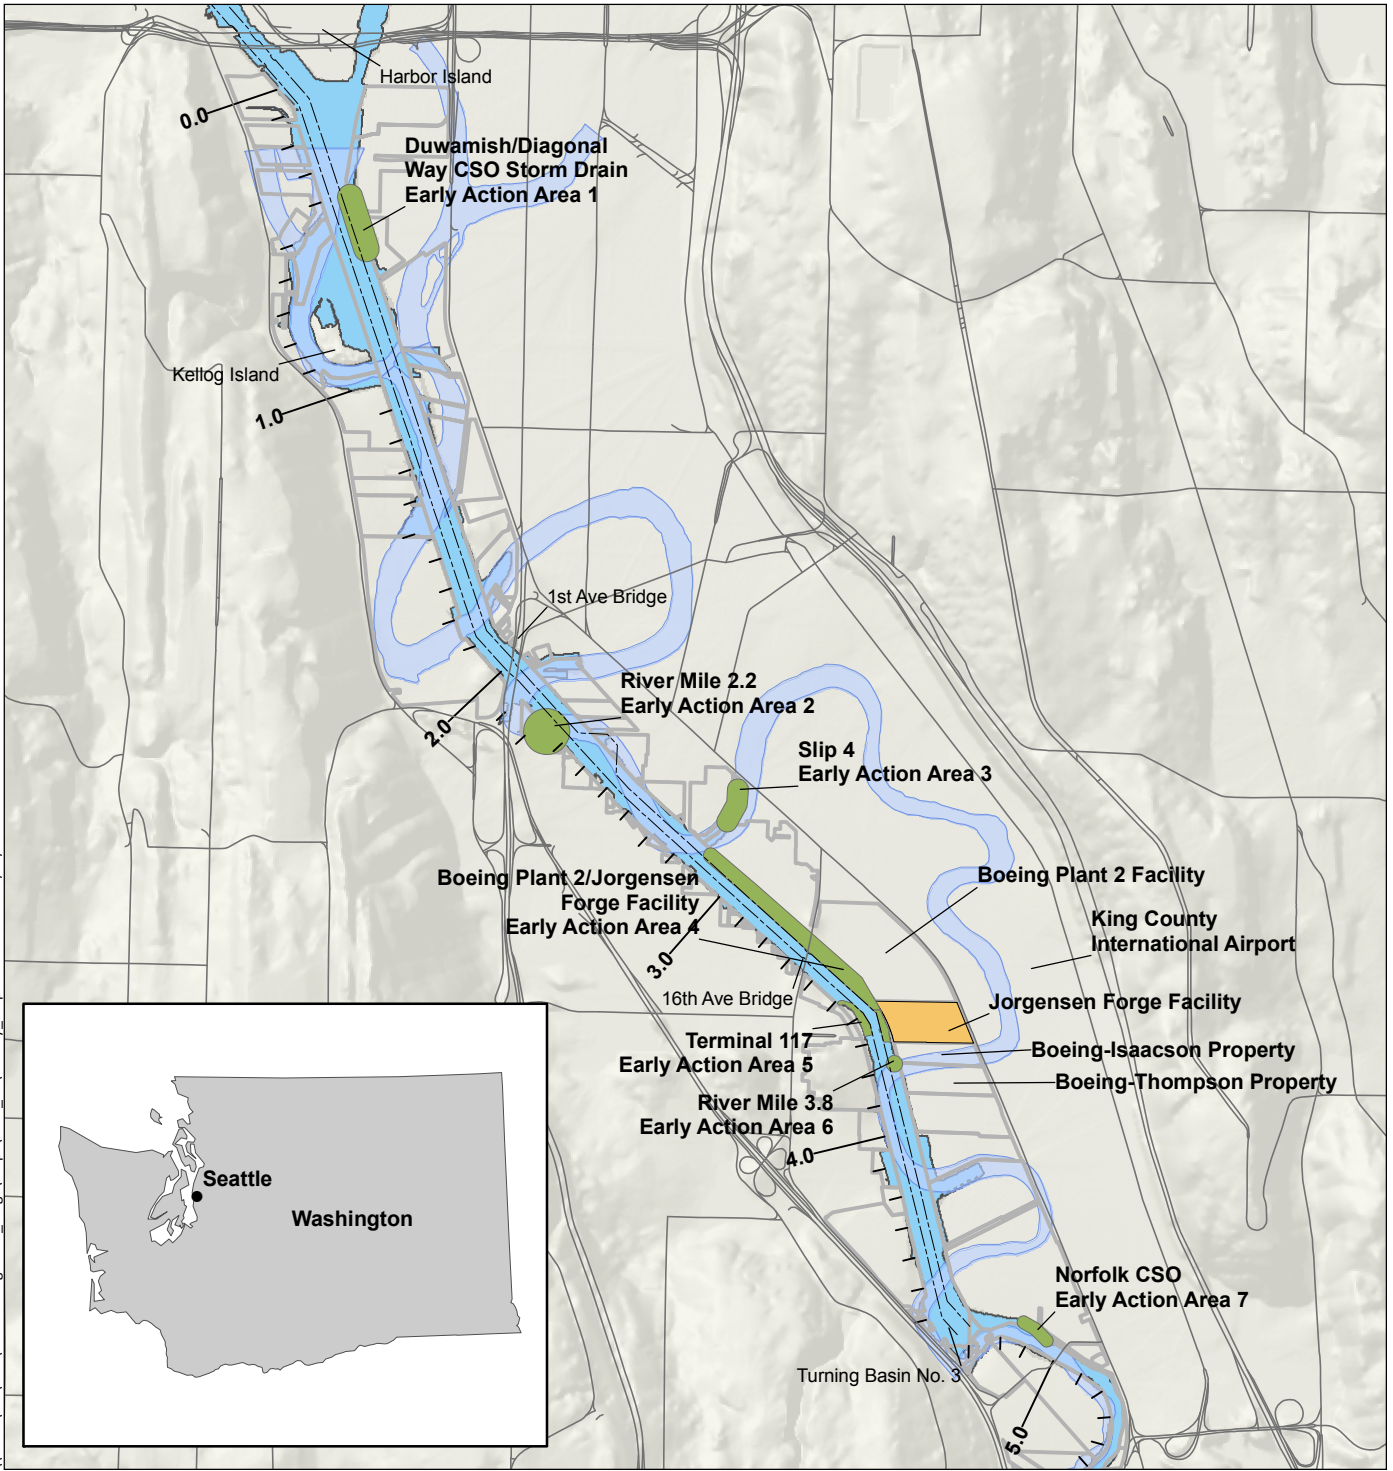 Harbor Island
0.0
Duwamish/Diagonal
Way CSO Storm Drain
Early Action Area 1
Kellog Island
1.0
1st Ave Bridge
River Mile 2.2
Early Action Area 2
2.0
Slip 4
Early Action Area 3
Boeing Plant 2/Jorgensen
Forge Facility
Early Action Area 4
3.0
Boeing Plant 2 Facility
King County
International Airport
16th Ave Bridge
Jorgensen Forge Facility
Terminal 117
Early Action Area 5
Boeing-Isaacson Property
Boeing-Thompson Property
River Mile 3.8
Early Action Area 6
4.0
Seattle
Washington
Norfolk CSO
Early Action Area 7
Turning Basin No. 3
5.0